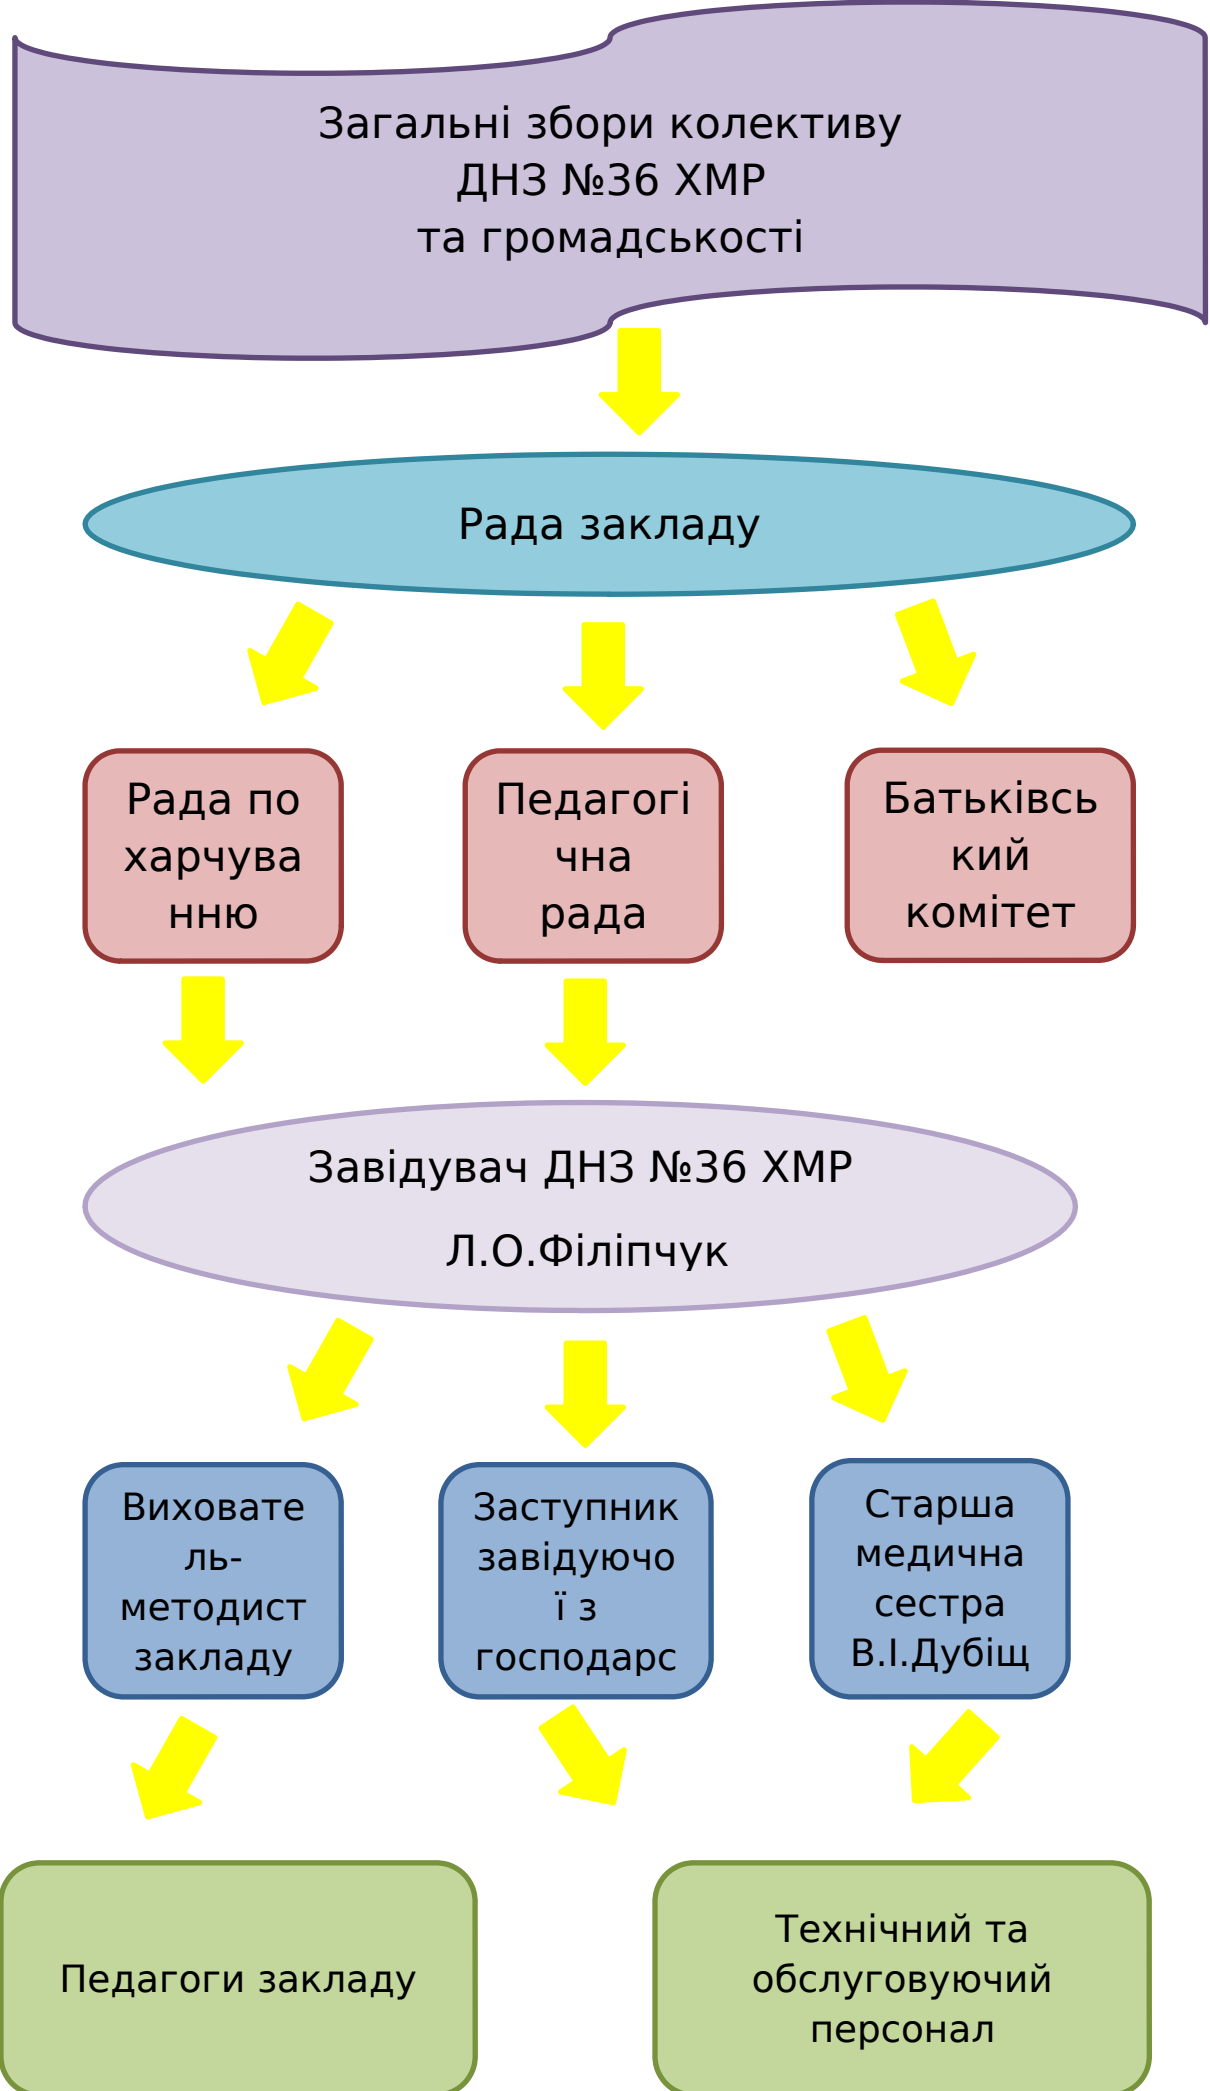 Загальні збори колективу
ДНЗ №36 ХМР
та громадськості
Рада закладу
Рада по
харчува
нню
Педагогі
чна
рада
Батьківсь
кий
комітет
Завідувач ДНЗ №36 ХМР
Л.О.Філіпчук
Виховате
ль-
методист
закладу
Заступник
завідуючо
ї з
господарс
Старша
медична
сестра
В.І.Дубіщ
Педагоги закладу
Технічний та
обслуговуючий
персонал